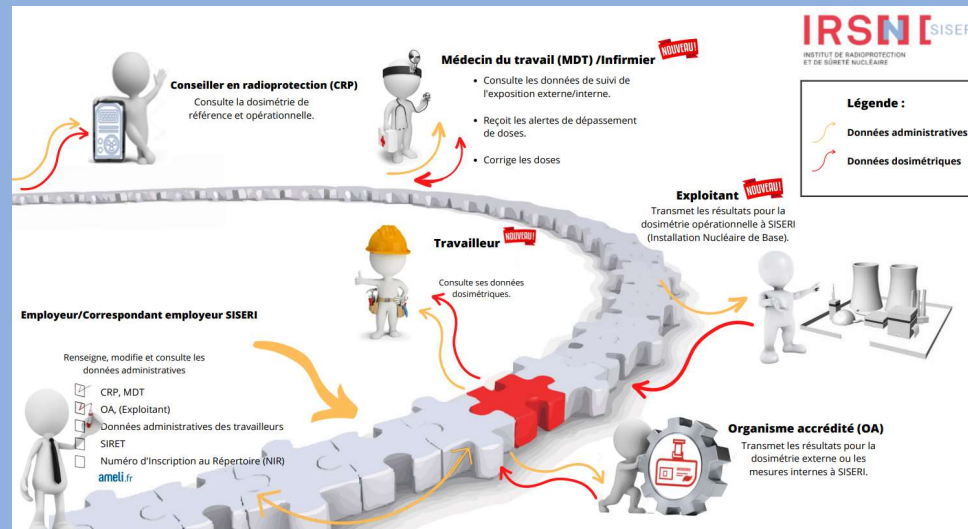 IRSN
SISERI
INSTITUT DE RADIOPROTECTION
ET DE SÛRETÉ NUCLÉAIRE
Légende :
Données administratives
Données dosimétriques
Conseiller en radioprotection (CRP)
Consulte la dosimétrie de
référence et opérationnelle.
Médecin du travail (MDT) /Infirmier
NOUVEAU!
• Consulte les données de suivi de
l'exposition externe/interne.
• Reçoit les alertes de dépassement
de doses.
• Corrige les doses
Exploitant
NOUVEAU!
Transmet les résultats pour la
dosimétrie opérationnelle à SISERI
(Installation Nucléaire de Base).
Travailleur
NOUVEAU!
Consulte ses données
dosimétriques.
Employeur/Correspondant employeur SISERI
Renseigne, modifie et consulte les
données administratives
CRP, MDT
OA, (Exploitant)
Données administratives des travailleurs
SIRET
Numéro d'Inscription au Répertoire (NIR)
ameli.fr
Organisme accrédité (OA)
Transmet les résultats pour la
dosimétrie externe ou les
mesures internes à SISERI.